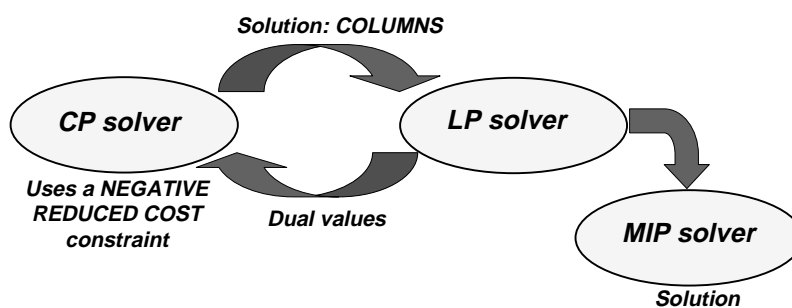 Solution: COLUMNS
CP solver
LP solver
Uses a NEGATIVE
REDUCED COST
constraint
Dual values
MIP solver
Solution